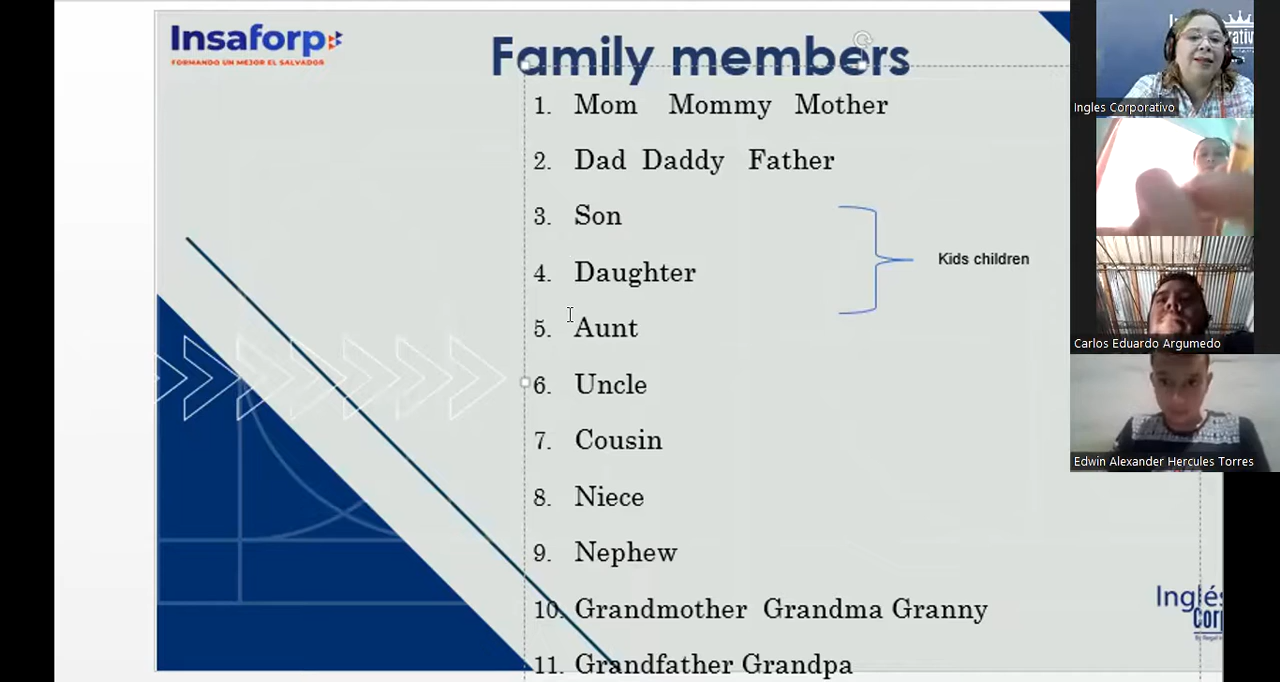 Insaforp
FORMANDO UN MEJOR EL SALVADOR
Family members
1. Mom Mommy Mother
2. Dad Daddy Father
3. Son
4. Daughter
Kids children
5. Aunt
6. Uncle
7. Cousin
8. Niece
9. Nephew
10. Grandmother Grandma Granny
11. Grandfather Grandpa
Ingles Corporativo
Carlos Eduardo Argumedo
Edwin Alexander Hercules Torres
Inglés
Corp